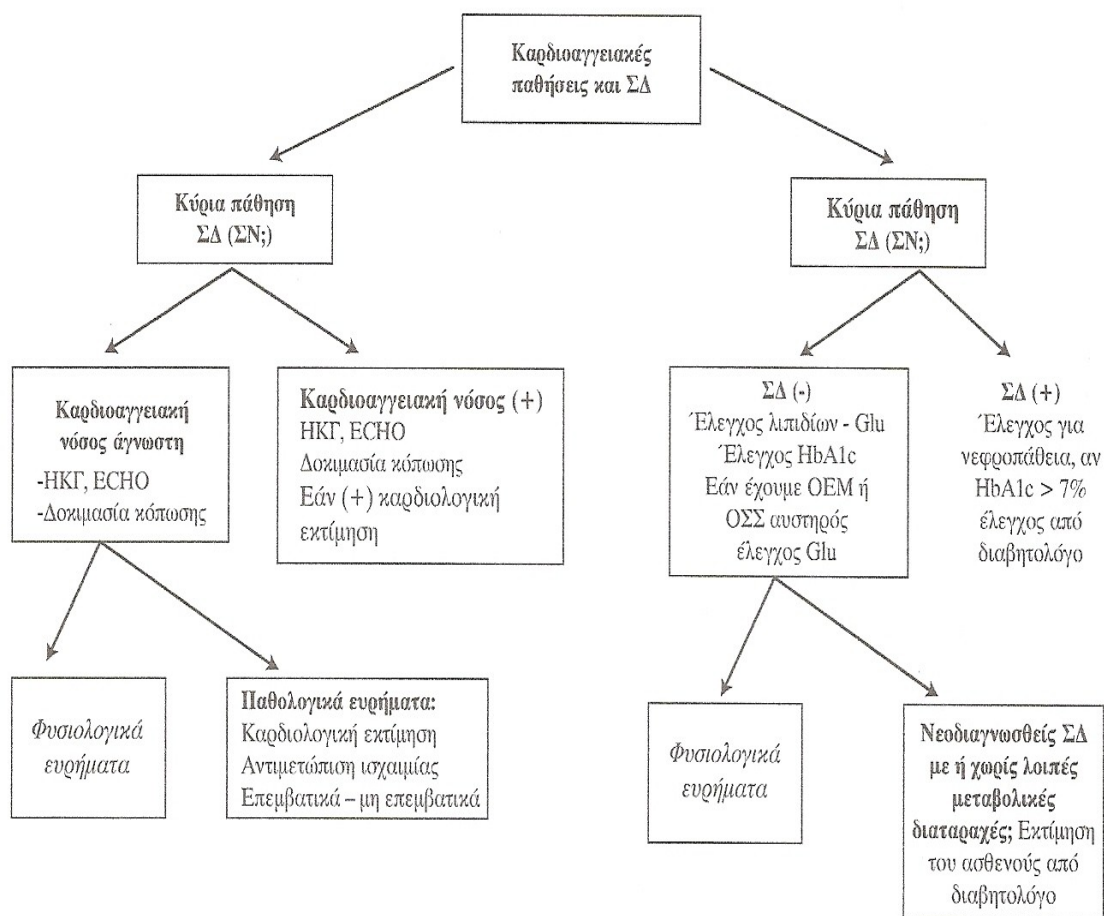 Καρδιοαγγειακές
παθήσεις και ΣΔ
Κύρια πάθηση
ΣΔ (ΣΝ;)
Κύρια πάθηση
ΣΔ (ΣΝ;)
Καρδιοαγγειακή
νόσος άγνωστη
-ΗΚΓ, ECHO
-Δοκιμασία κόπωσης
Καρδιοαγγειακή νόσος (+)
ΗΚΓ, ECHO
Δοκιμασία κόπωσης
Εάν (+) καρδιολογική
εκτίμηση
ΣΔ (-)
Έλεγχος λιπιδίων - Glu
Έλεγχος HbA1c
Εάν έχουμε ΟΕΜ ή
ΟΣΣ αυστηρός
έλεγχος Glu
ΣΔ (+)
Έλεγχος για
νεφροπάθεια, αν
HbA1c > 7%
έλεγχος από
διαβητολόγο
Φυσιολογικά
ευρήματα
Παθολογικά ευρήματα:
Καρδιολογική εκτίμηση
Αντιμετώπιση ισχαιμίας
Επεμβατικά – μη επεμβατικά
Φυσιολογικά
ευρήματα
Νεοδιαγνωσθείς ΣΔ
με ή χωρίς λοιπές
μεταβολικές
διαταραχές; Εκτίμηση
του ασθενούς από
διαβητολόγο